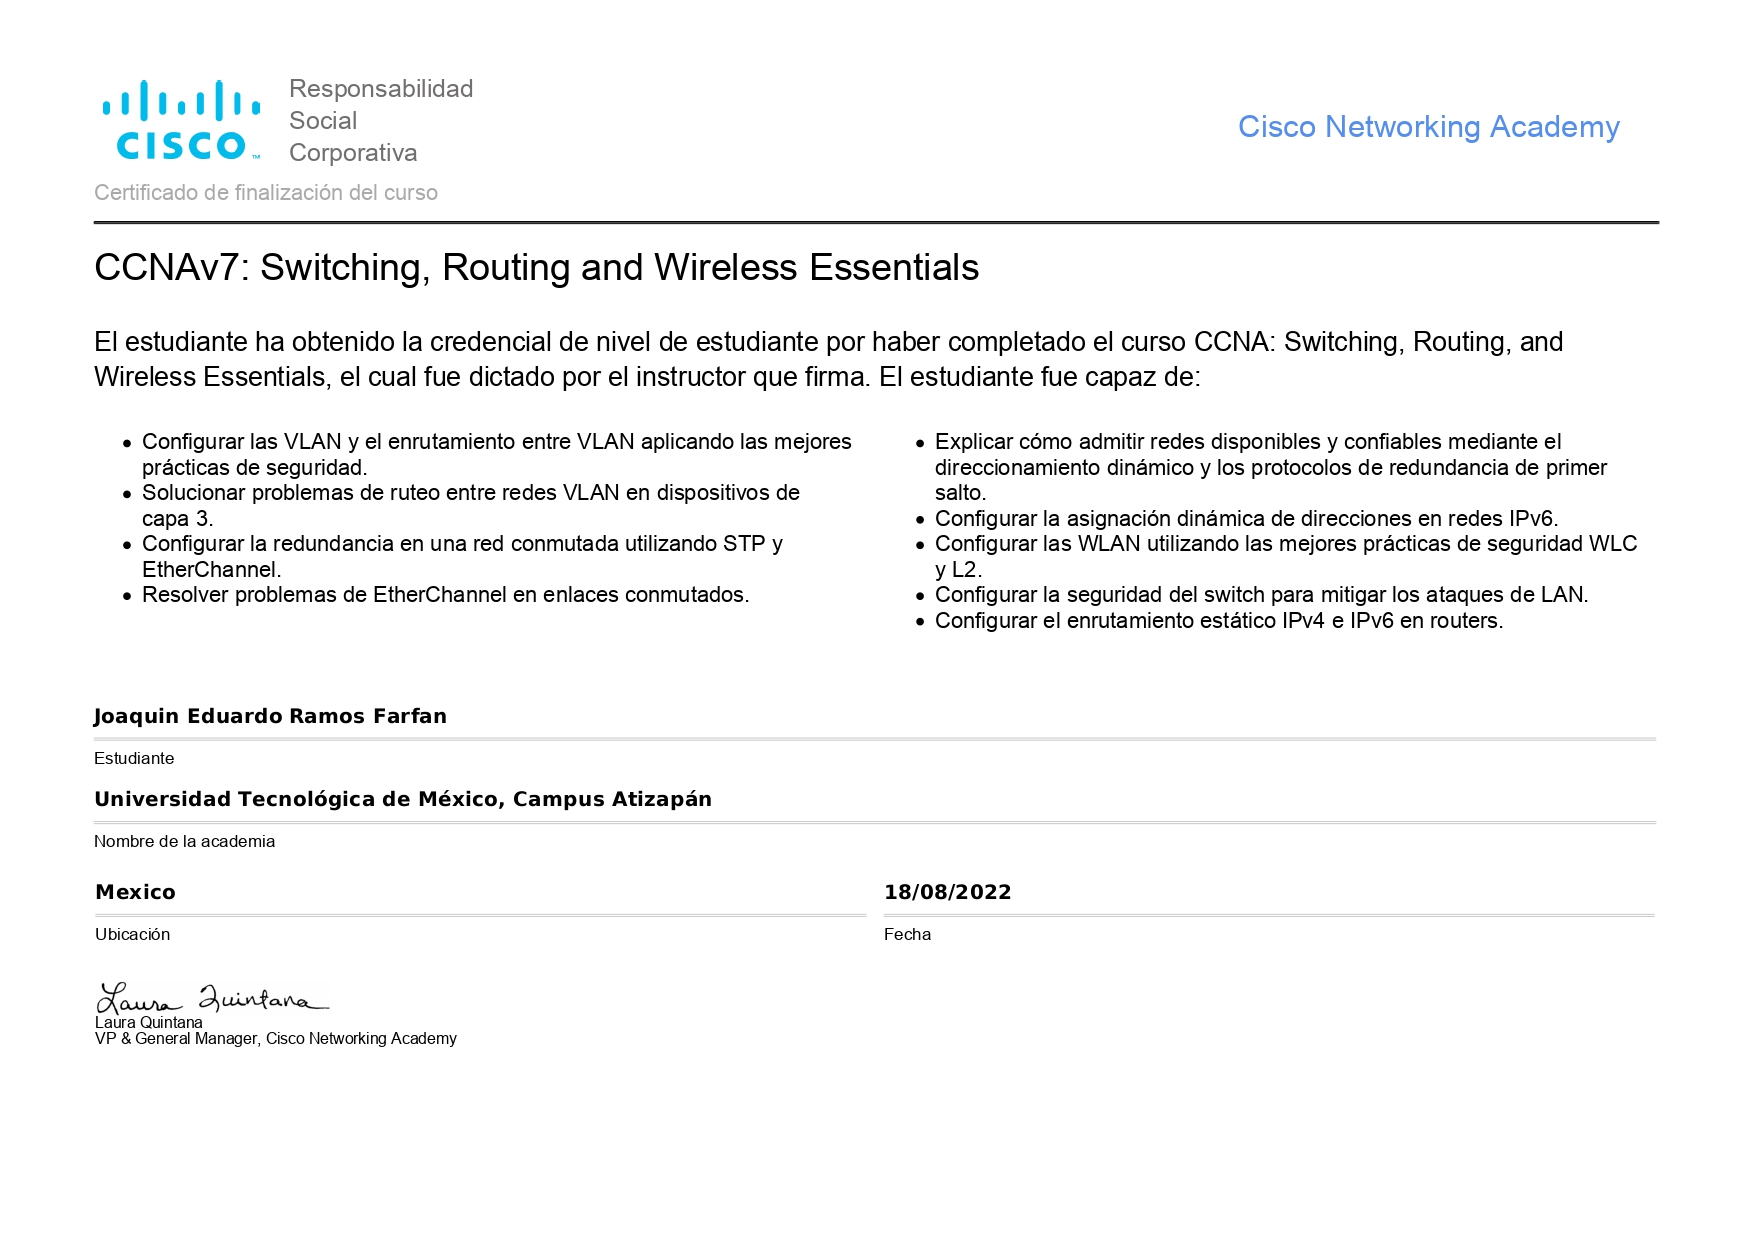 CISCO
Responsabilidad
Social
Corporativa
Cisco Networking Academy
Certificado de finalización del curso
CCNAv7: Switching, Routing and Wireless Essentials
El estudiante ha obtenido la credencial de nivel de estudiante por haber completado el curso CCNA: Switching, Routing, and
Wireless Essentials, el cual fue dictado por el instructor que firma. El estudiante fue capaz de:
• Configurar las VLAN y el enrutamiento entre VLAN aplicando las mejores
prácticas de seguridad.
• Solucionar problemas de ruteo entre redes VLAN en dispositivos de
capa 3.
• Configurar la redundancia en una red conmutada utilizando STP y
EtherChannel.
• Resolver problemas de EtherChannel en enlaces conmutados.
• Explicar cómo admitir redes disponibles y confiables mediante el
direccionamiento dinámico y los protocolos de redundancia de primer
salto.
• Configurar la asignación dinámica de direcciones en redes IPv6.
• Configurar las WLAN utilizando las mejores prácticas de seguridad WLC
y L2.
• Configurar la seguridad del switch para mitigar los ataques de LAN.
• Configurar el enrutamiento estático IPv4 e IPv6 en routers.
Joaquin Eduardo Ramos Farfan
Estudiante
Universidad Tecnológica de México, Campus Atizapán
Nombre de la academia
Mexico
Ubicación
18/08/2022
Fecha
Laura Quintana
Laura Quintana
VP & General Manager, Cisco Networking Academy